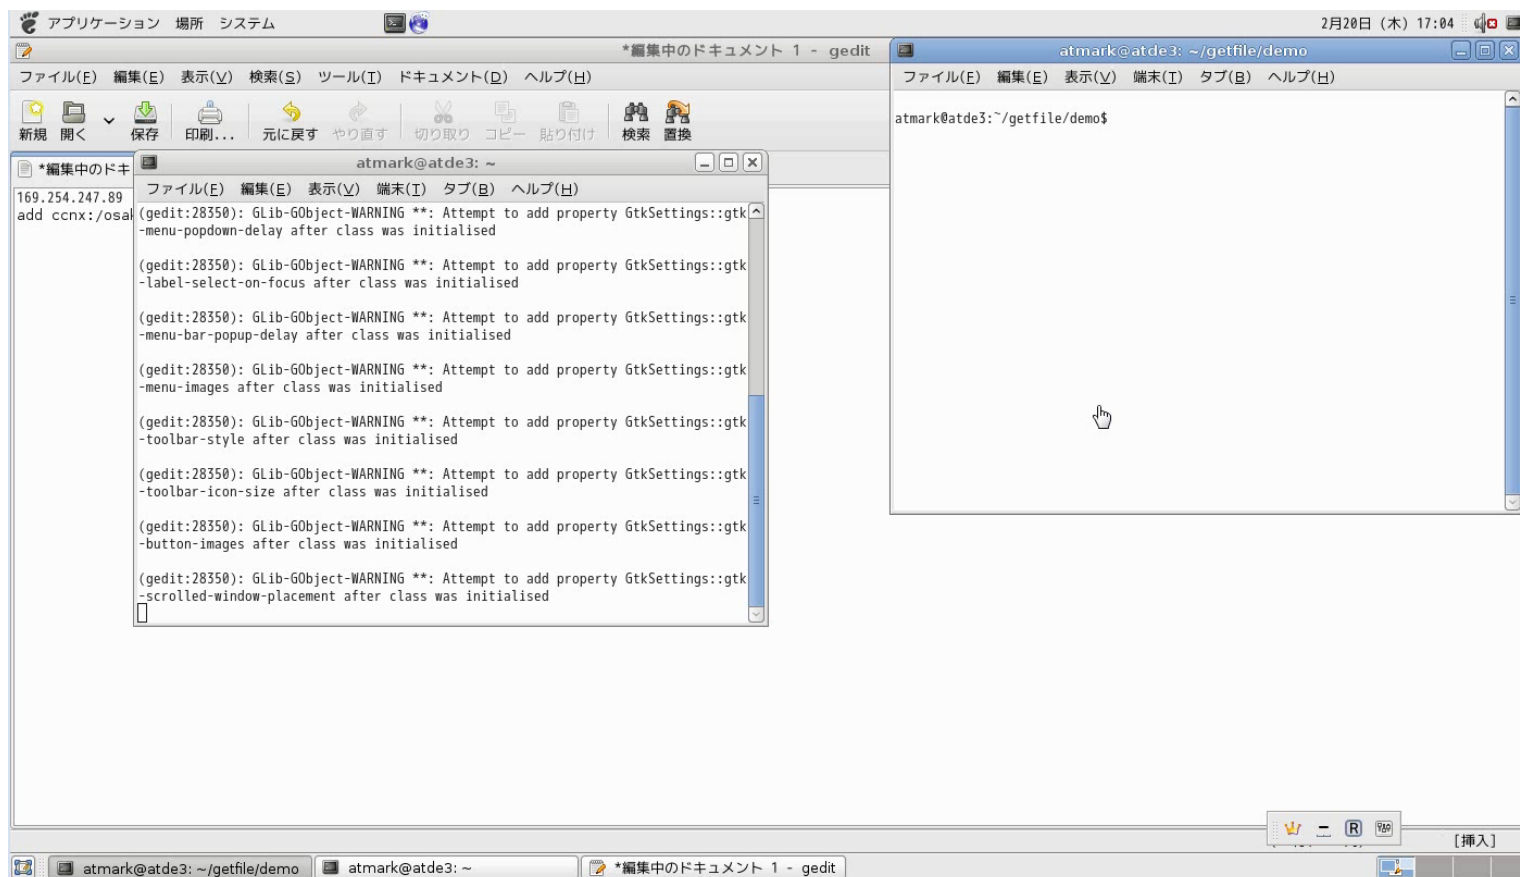 アプリケーション 場所 システム
2月20日 (木) 17:04
*編集中のドキュメント 1 - gedit
ファイル(F) 編集(E) 表示(V) 検索(S) ツール(T) ドキュメント(D) ヘルプ(H)
新規 開く 保存 印刷... 元に戻す やり直す 切り取り コピー 貼り付け 検索 置換
*編集中のドキ
169.254.247.89
add ccnx:/osak
atmark@atde3: ~
ファイル(F) 編集(E) 表示(V) 端末(T) タブ(B) ヘルプ(H)
(gedit:28350): GLib-GObject-WARNING **: Attempt to add property GtkSettings::gtk
-menu-popdown-delay after class was initialised
(gedit:28350): GLib-GObject-WARNING **: Attempt to add property GtkSettings::gtk
-label-select-on-focus after class was initialised
(gedit:28350): GLib-GObject-WARNING **: Attempt to add property GtkSettings::gtk
-menu-bar-popup-delay after class was initialised
(gedit:28350): GLib-GObject-WARNING **: Attempt to add property GtkSettings::gtk
-menu-images after class was initialised
(gedit:28350): GLib-GObject-WARNING **: Attempt to add property GtkSettings::gtk
-toolbar-style after class was initialised
(gedit:28350): GLib-GObject-WARNING **: Attempt to add property GtkSettings::gtk
-toolbar-icon-size after class was initialised
(gedit:28350): GLib-GObject-WARNING **: Attempt to add property GtkSettings::gtk
-button-images after class was initialised
(gedit:28350): GLib-GObject-WARNING **: Attempt to add property GtkSettings::gtk
-scrolled-window-placement after class was initialised
atmark@atde3: ~/getfile/demo
ファイル(F) 編集(E) 表示(V) 端末(T) タブ(B) ヘルプ(H)
atmark@atde3:~/getfile/demo$
R
[挿入]
atmark@atde3: ~/getfile/demo
atmark@atde3: ~
*編集中のドキュメント 1 - gedit